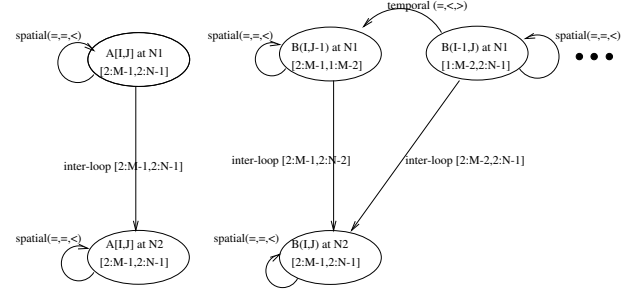 temporal (=,<,>)
spatial(=,=,<)
A[I,J] at N1
[2:M-1,2:N-1]
spatial(=,=,<)
B(I,J-1) at N1
[2:M-1,1:M-2]
B(I-1,J) at N1
[1:M-2,2:N-1]
spatial(=,=,<)
inter-loop [2:M-1,2:N-1]
inter-loop [2:M-1,2:N-2]
inter-loop [2:M-2,2:N-1]
spatial(=,=,<)
A[I,J] at N2
[2:M-1,2:N-1]
spatial(=,=,<)
B(I,J) at N2
[2:M-1,2:N-1]